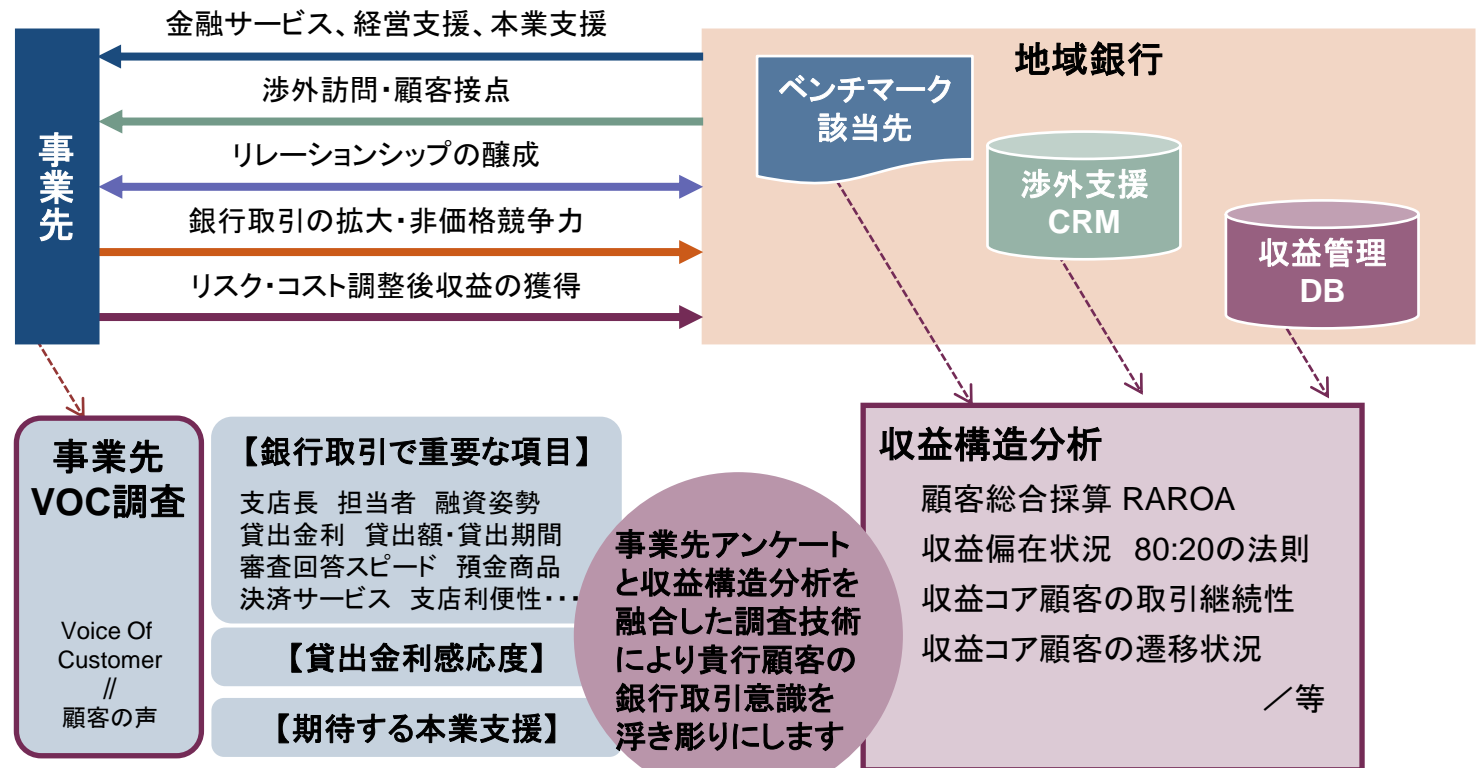 金融サービス、経営支援、本業支援
渉外訪問・顧客接点
リレーションシップの醸成
銀行取引の拡大・非価格競争力
リスク・コスト調整後収益の獲得
事業先
地域銀行
ベンチマーク
該当先
渉外支援
CRM
収益管理
DB
事業先
VOC調査
Voice Of
Customer
//
顧客の声
【銀行取引で重要な項目】
支店長 担当者 融資姿勢
貸出金利 貸出額・貸出期間
審査回答スピード 預金商品
決済サービス 支店利便性・・・
【貸出金利感応度】
【期待する本業支援】
事業先アンケート
と収益構造分析を
融合した調査技術
により貴行顧客の
銀行取引意識を
浮き彫りにします
収益構造分析
顧客総合採算 RAROA
収益偏在状況 80:20の法則
収益コア顧客の取引継続性
収益コア顧客の遷移状況
／等